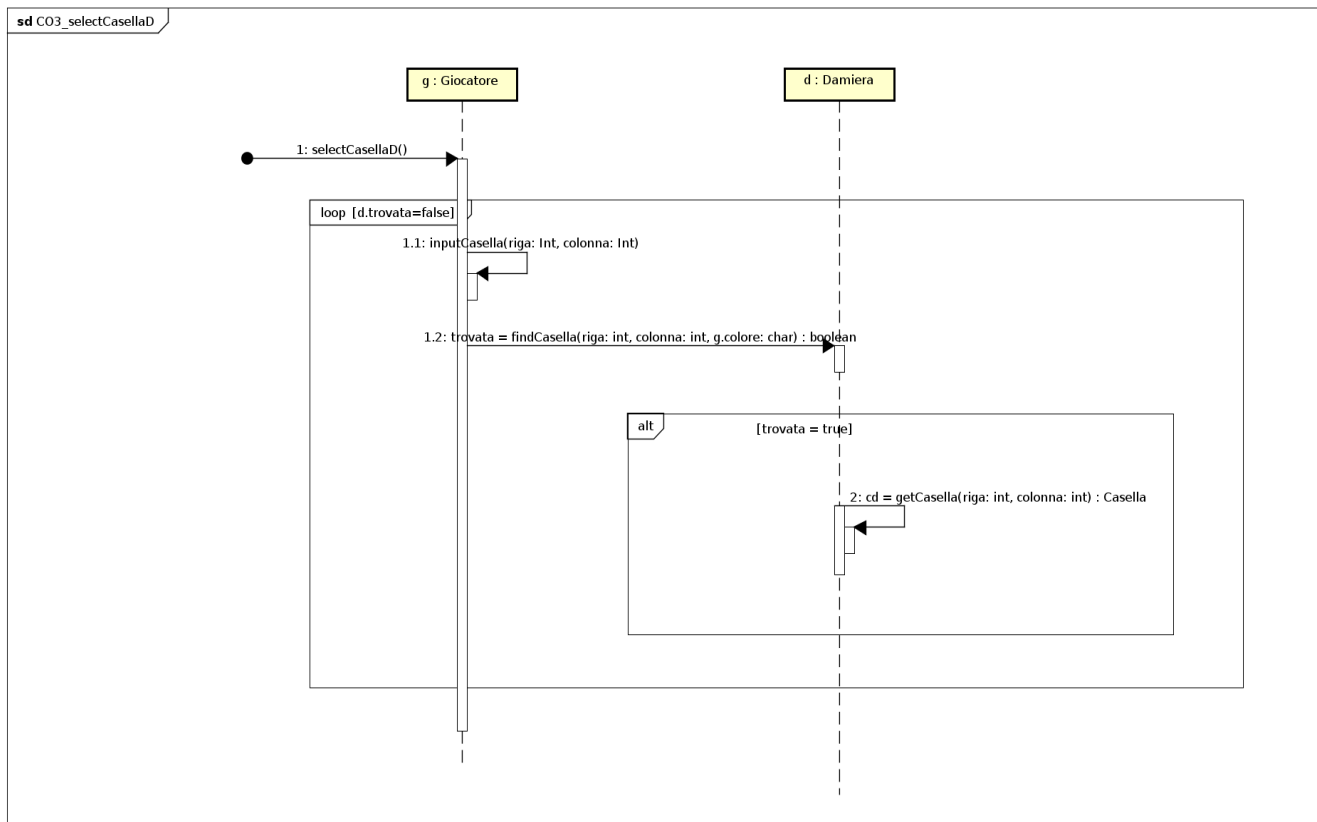 sd CO3_selectCasellaD
g : Giocatore
d : Damiera
1: selectCasellaD()
loop [d.trovata=false]
1.1: inputCasella(riga: Int, colonna: Int)
1.2: trovata = findCasella(riga: int, colonna: int, g.colore: char) : boolean
alt
[trovata = true]
2: cd = getCasella(riga: int, colonna: int) : Casella